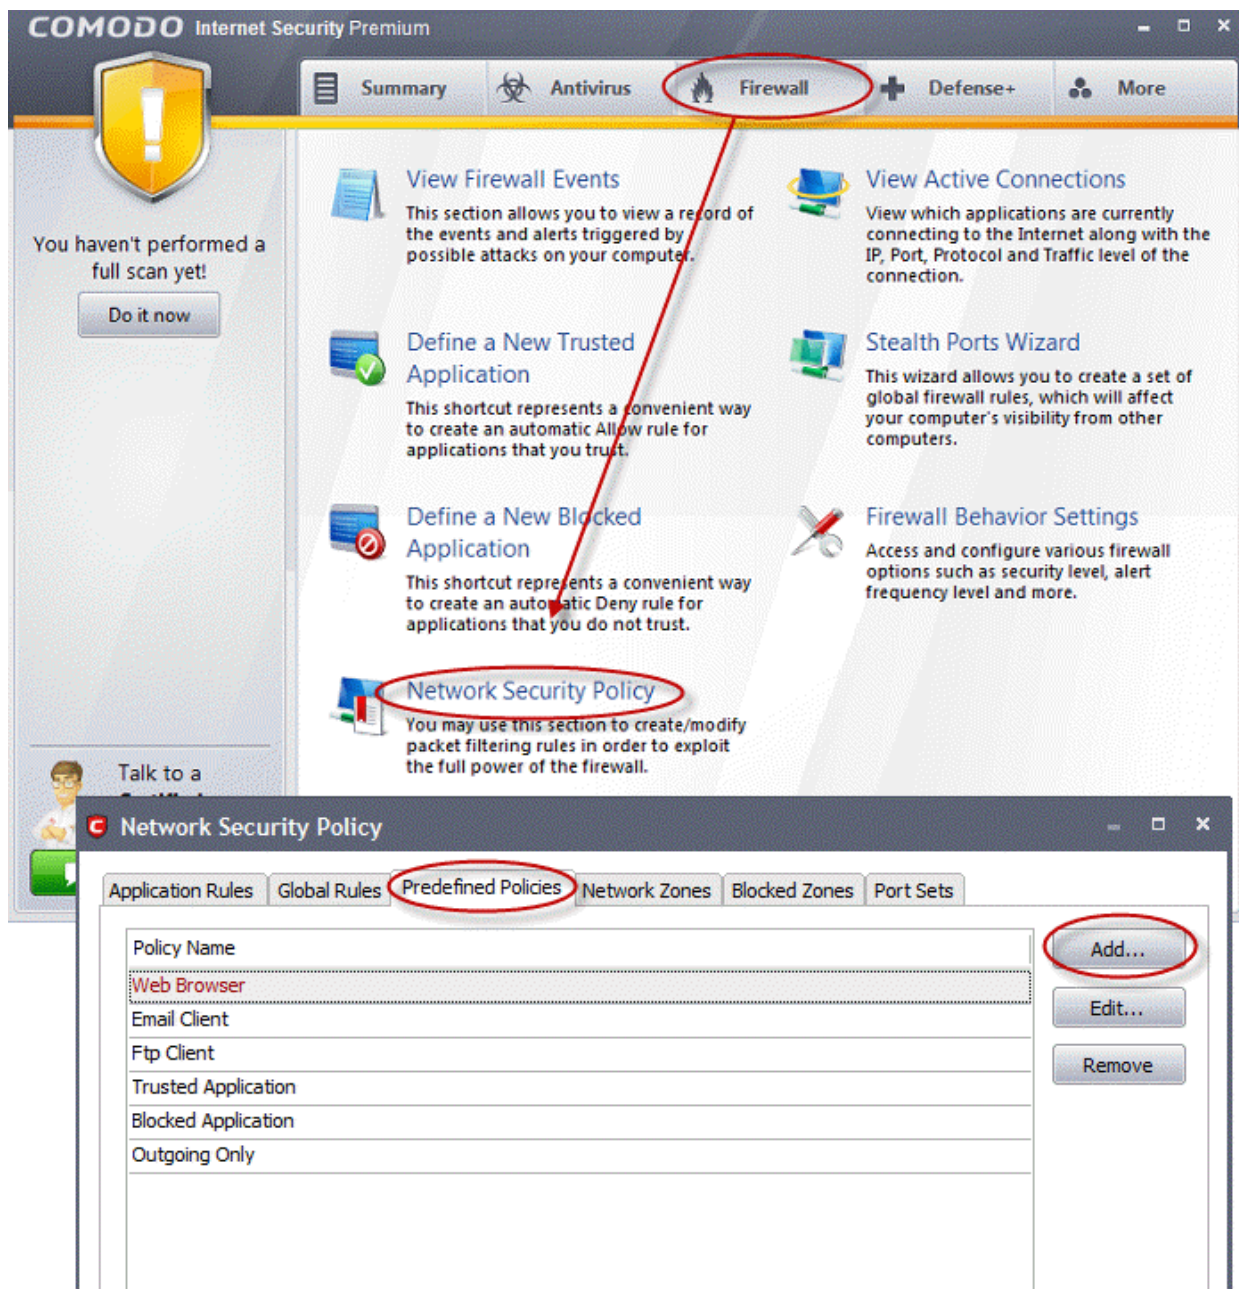 COMODO Internet Security Premium
Summary
Antivirus
Firewall
Defense+
More
You haven't performed a
full scan yet!
Do it now
View Firewall Events
This section allows you to view a record of
the events and alerts triggered by
possible attacks on your computer.
View Active Connections
View which applications are currently
connecting to the Internet along with the
IP, Port, Protocol and Traffic level of the
connection.
Define a New Trusted
Application
This shortcut represents a convenient way
to create an automatic Allow rule for
applications that you trust.
Stealth Ports Wizard
This wizard allows you to create a set of
global firewall rules, which will affect
your computer's visibility from other
computers.
Define a New Blocked
Application
This shortcut represents a convenient way
to create an automatic Deny rule for
applications that you do not trust.
Firewall Behavior Settings
Access and configure various firewall
options such as security level, alert
frequency level and more.
Network Security Policy
You may use this section to create/modify
packet filtering rules in order to exploit
the full power of the firewall.
Talk to a
Network Security Policy
Application Rules
Global Rules
Predefined Policies
Network Zones
Blocked Zones
Port Sets
Policy Name
Web Browser
Email Client
Ftp Client
Trusted Application
Blocked Application
Outgoing Only
Add...
Edit...
Remove